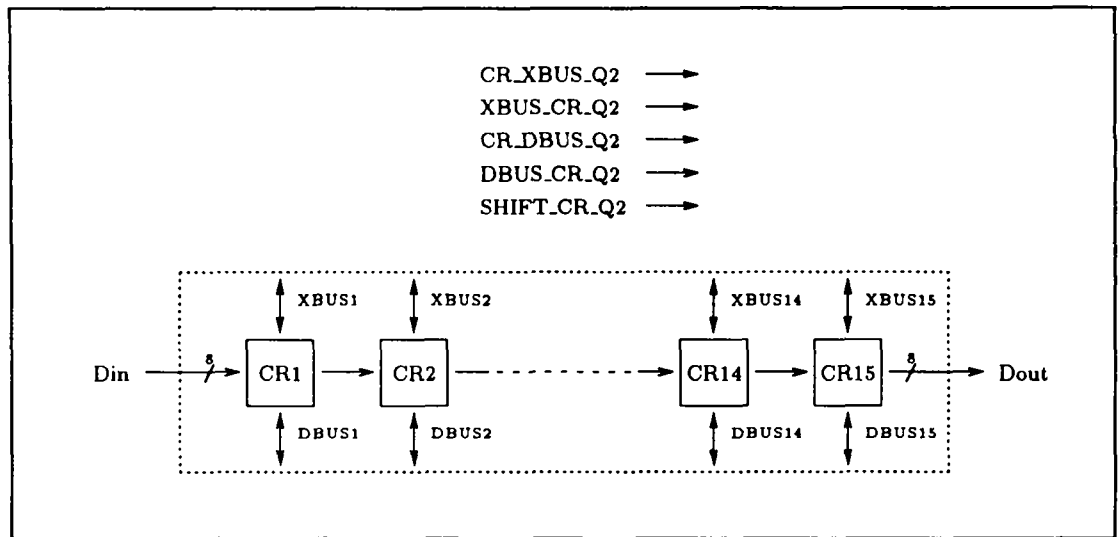 CR_XBUS_Q2
XBUS_CR_Q2
CR_DBUS_Q2
DBUS_CR_Q2
SHIFT_CR_Q2
XBUS1 XBUS2 XBUS14 XBUS15
Din 8 CR1 CR2 CR14 CR15 8 Dout
DBUS1 DBUS2 DBUS14 DBUS15